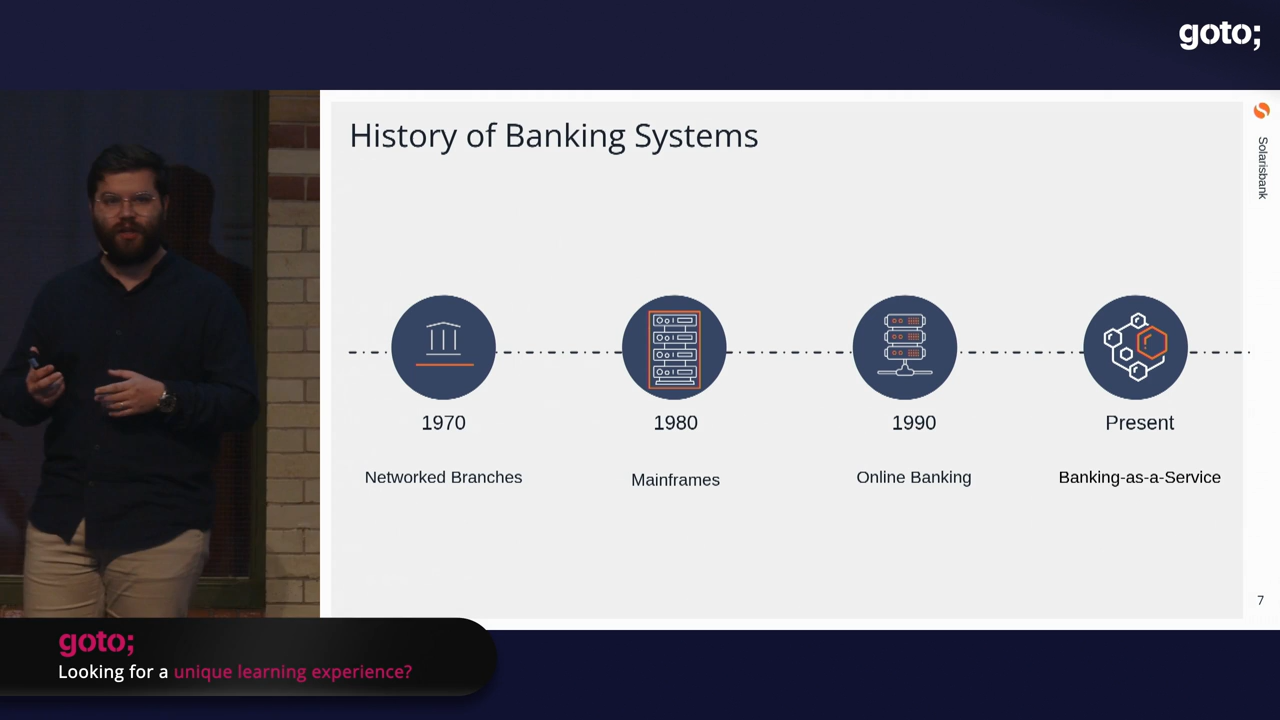 goto;
History of Banking Systems
Solarisbank
1970
1980
1990
Present
Networked Branches
Mainframes
Online Banking
Banking-as-a-Service
7
goto;
Looking for a unique learning experience?